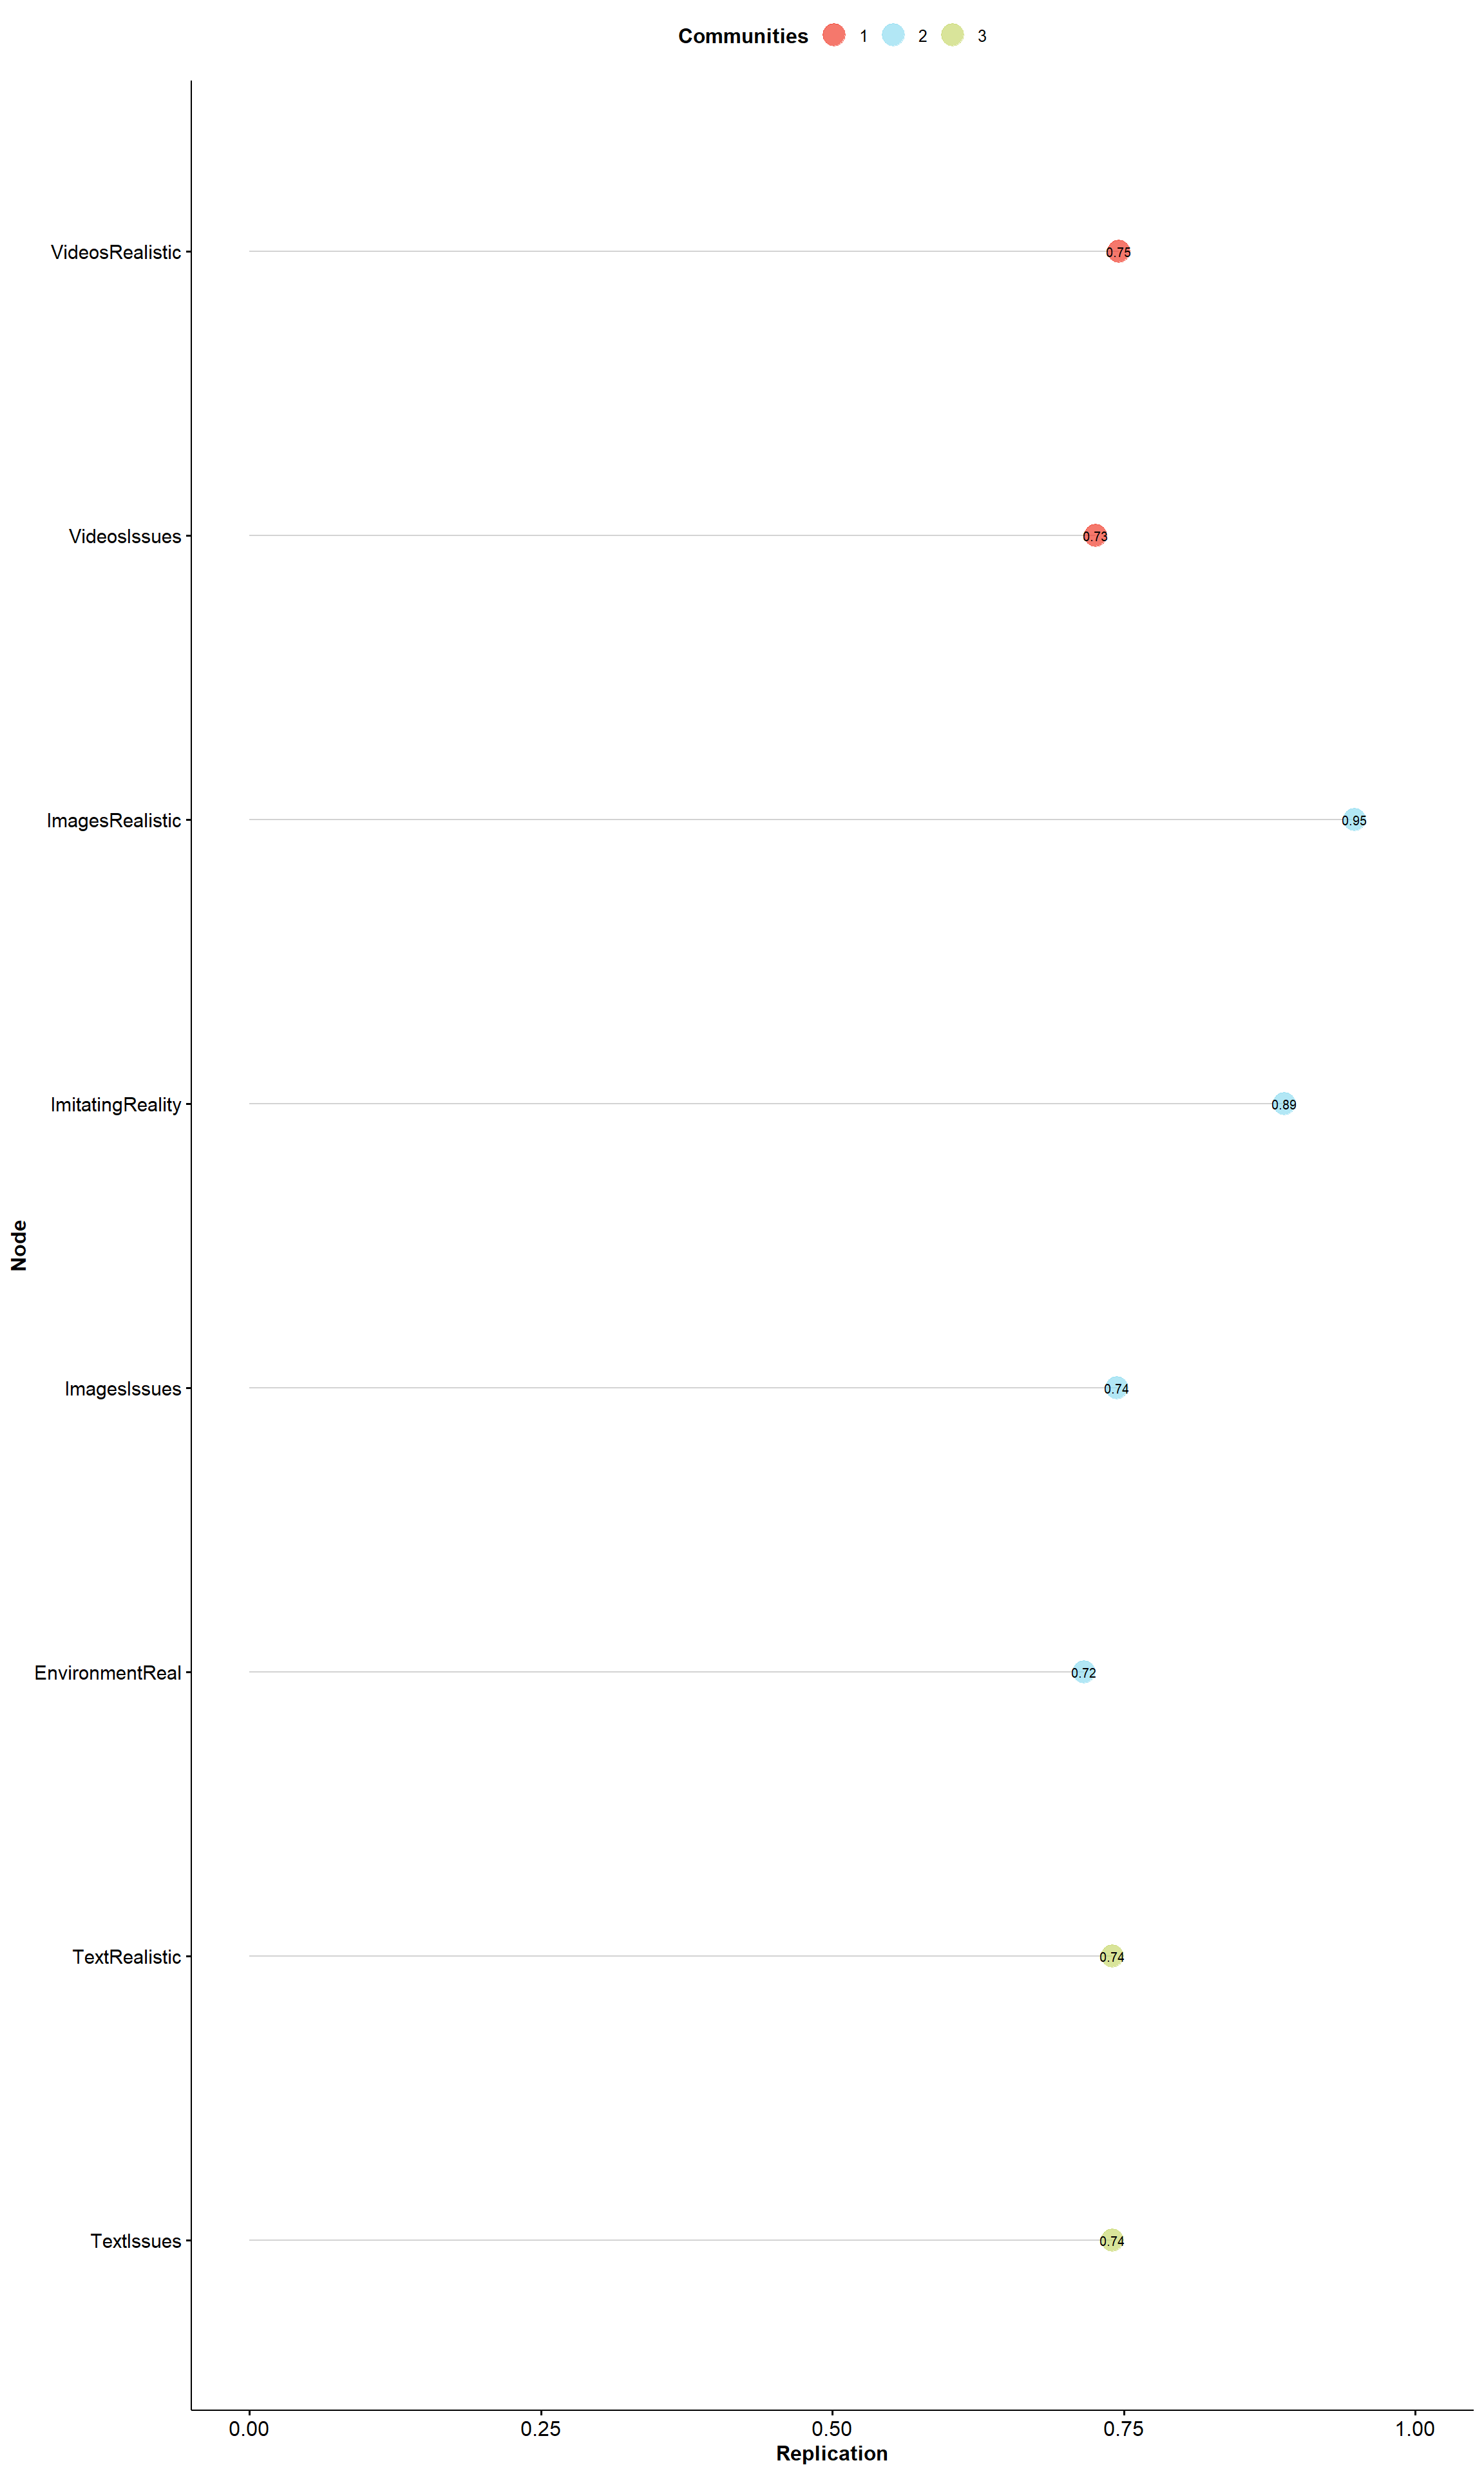 Communities 1 2 3
VideosRealistic 0.75
VideosIssues 0.73
ImagesRealistic 0.95
ImitatingReality 0.89
Node
ImagesIssues 0.74
EnvironmentReal 0.72
TextRealistic 0.74
TextIssues 0.74
0.00 0.25 0.50 0.75 1.00
Replication